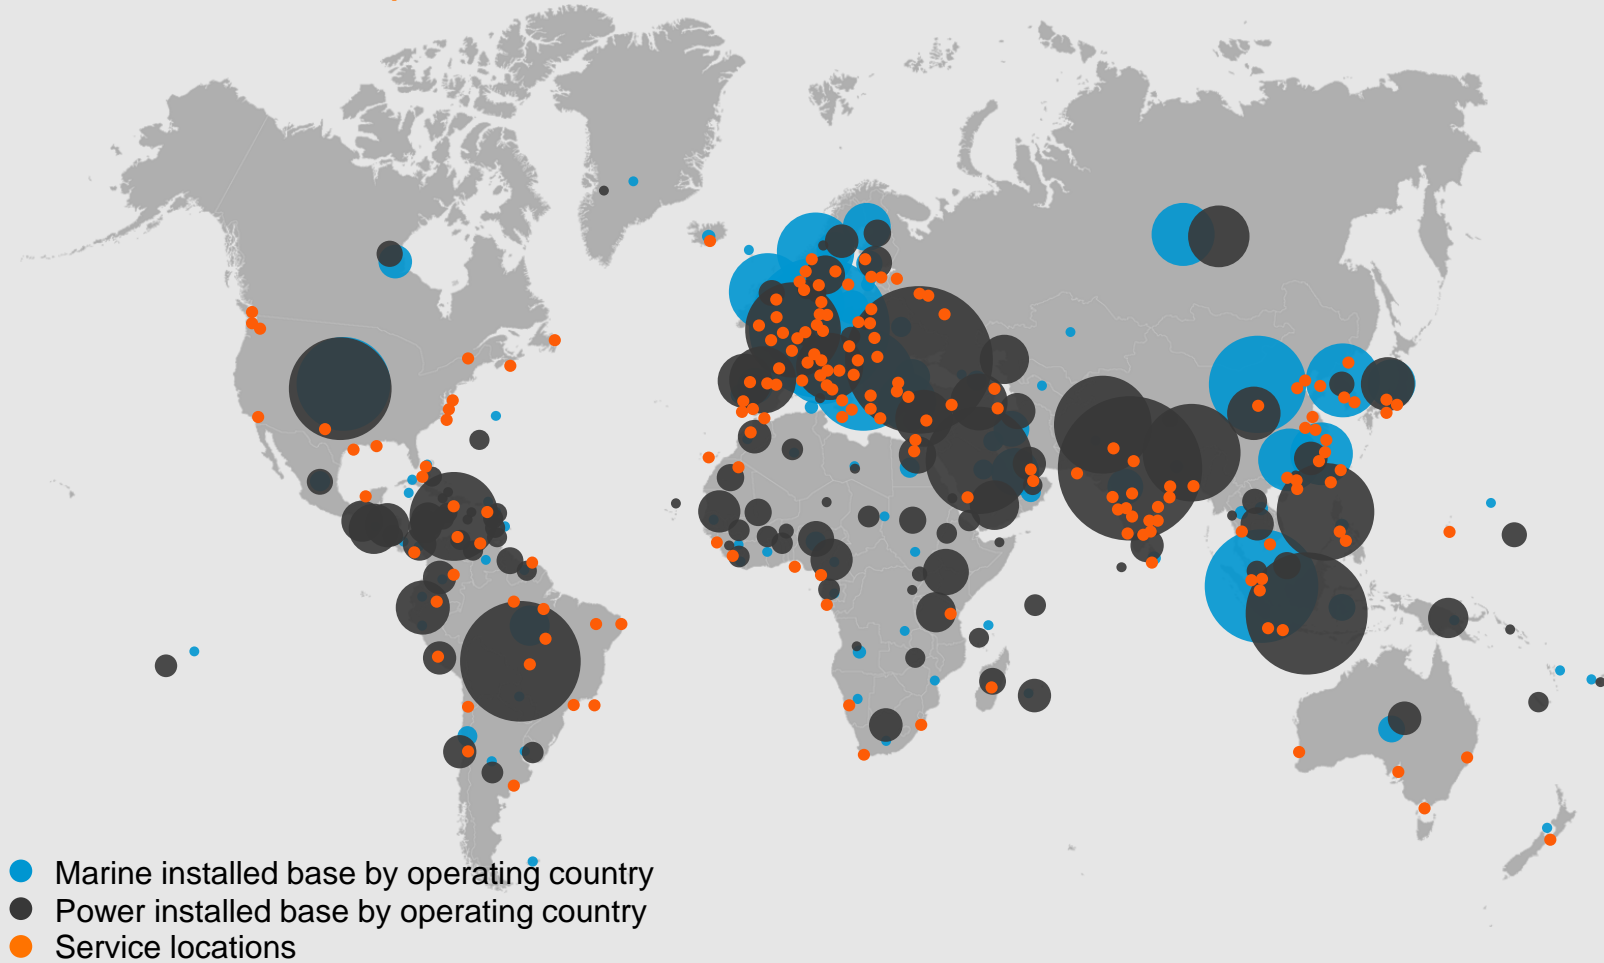 Marine installed base by operating country
Power installed base by operating country
Service locations